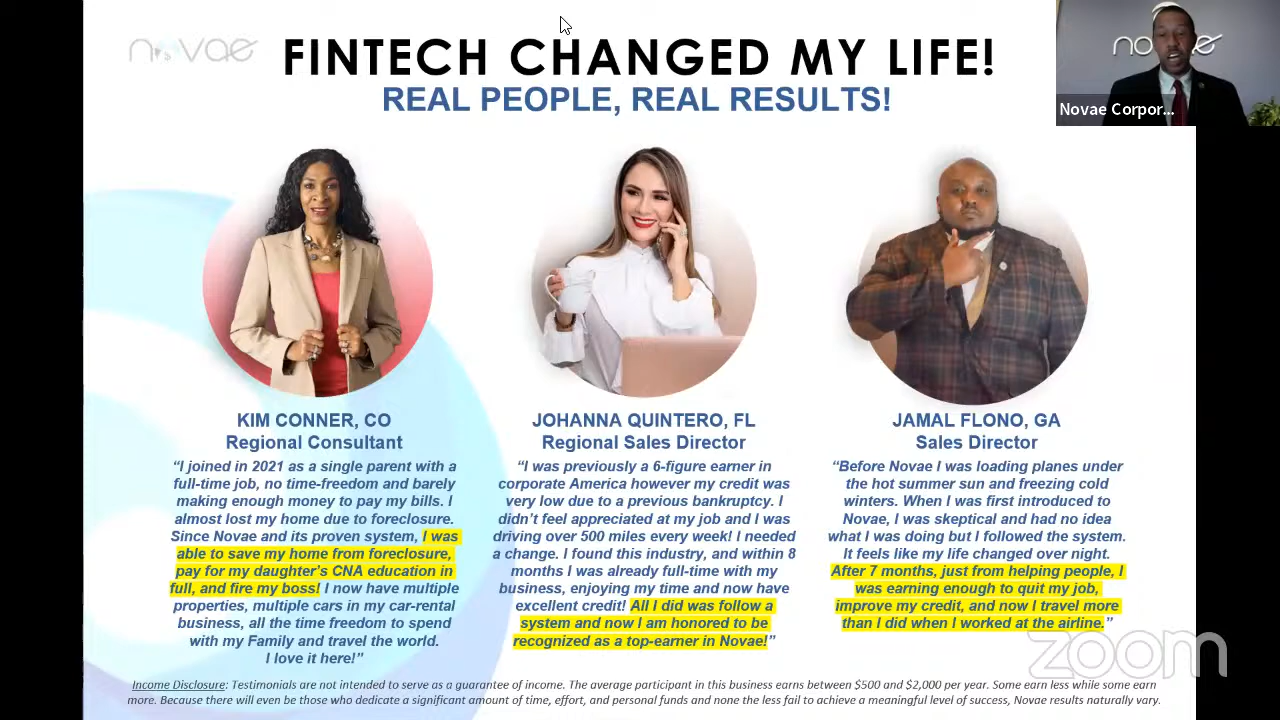 novae
FINTECH CHANGED MY LIFE!
REAL PEOPLE, REAL RESULTS!
novae
Novae Corpor...
KIM CONNER, CO
Regional Consultant
“I joined in 2021 as a single parent with a
full-time job, no time-freedom and barely
making enough money to pay my bills. I
almost lost my home due to foreclosure.
Since Novae and its proven system, I was
able to save my home from foreclosure,
pay for my daughter’s CNA education in
full, and fire my boss! I now have multiple
properties, multiple cars in my car-rental
business, all the time freedom to spend
with my Family and travel the world.
I love it here!”
JOHANNA QUINTERO, FL
Regional Sales Director
“I was previously a 6-figure earner in
corporate America however my credit was
very low due to a previous bankruptcy. I
didn’t feel appreciated at my job and I was
driving over 500 miles every week! I needed
a change. I found this industry, and within 8
months I was already full-time with my
business, enjoying my time and now have
excellent credit! All I did was follow a
system and now I am honored to be
recognized as a top-earner in Novae!”
JAMAL FLONO, GA
Sales Director
“Before Novae I was loading planes under
the hot summer sun and freezing cold
winters. When I was first introduced to
Novae, I was skeptical and had no idea
what I was doing but I followed the system.
It feels like my life changed over night.
After 7 months, just from helping people, I
was earning enough to quit my job,
improve my credit, and now I travel more
than I did when I worked at the airline.”
zoom
Income Disclosure: Testimonials are not intended to serve as a guarantee of income. The average participant in this business earns between $500 and $2,000 per year. Some earn less while some earn
more. Because there will even be those who dedicate a significant amount of time, effort, and personal funds and none the less fail to achieve a meaningful level of success, Novae results naturally vary.